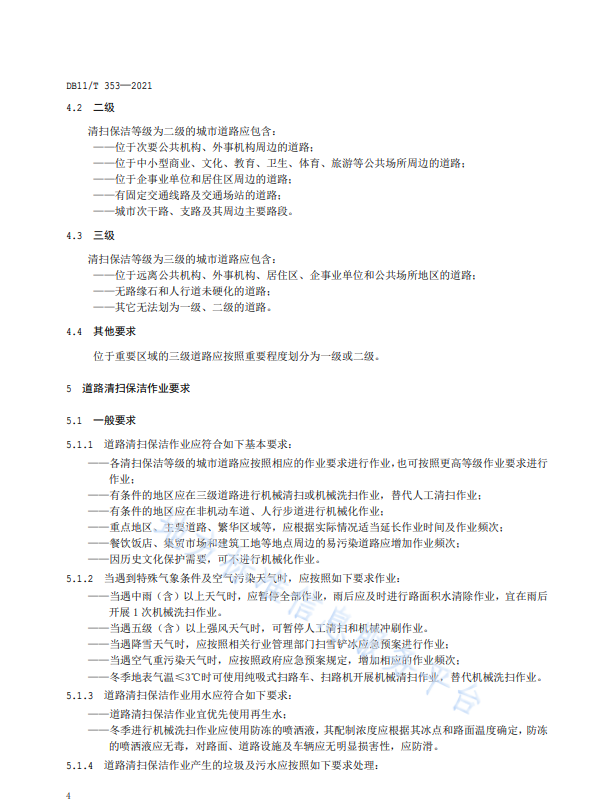 DB11/T 353—2021
4.2 二级
清扫保洁等级为二级的城市道路应包含：
——位于次要公共机构、外事机构周边的道路；
——位于中小型商业、文化、教育、卫生、体育、旅游等公共场所周边的道路；
——位于企事业单位和居住区周边的道路；
——有固定交通线路及交通场站的道路；
——城市次干路、支路及其周边主要路段。
4.3 三级
清扫保洁等级为三级的城市道路应包含：
——位于远离公共机构、外事机构、居住区、企事业单位和公共场所地区的道路；
——无路缘石和人行道未硬化的道路；
——其它无法划为一级、二级的道路。
4.4 其他要求
位于重要区域的三级道路应按照重要程度划分为一级或二级。
5 道路清扫保洁作业要求
5.1 一般要求
5.1.1 道路清扫保洁作业应符合如下基本要求：
——各清扫保洁等级的城市道路应按照相应的作业要求进行作业，也可按照更高等级作业要求进行
作业；
——有条件的地区应在三级道路进行机械清扫或机械洗扫作业，替代人工清扫作业；
——有条件的地区应在非机动车道、人行步道进行机械化作业；
——重点地区、主要道路、繁华区域等，应根据实际情况适当延长作业时间及作业频次；
——餐饮饭店、集贸市场和建筑工地等地点周边的易污染道路应增加作业频次；
——因历史文化保护需要，可不进行机械化作业。
5.1.2 当遇到特殊气象条件及空气污染天气时，应按照如下要求作业：
——当遇中雨（含）以上天气时，应暂停全部作业，雨后应及时进行路面积水清除作业，宜在雨后
开展 1 次机械洗扫作业。
——当遇五级（含）以上强风天气时，可暂停人工清扫和机械冲刷作业。
——当遇降雪天气时，应按照相关行业管理部门扫雪铲冰应急预案进行作业；
——当遇空气重污染天气时，应按照政府应急预案规定，增加相应的作业频次；
——冬季地表气温≤3℃时可使用纯吸式扫路车、扫路机开展机械清扫作业，替代机械洗扫作业。
5.1.3 道路清扫保洁作业用水应符合如下要求：
——道路清扫保洁作业宜优先使用再生水；
——冬季进行机械洗扫作业应使用防冻的喷洒液，其配制浓度应根据其冰点和路面温度确定，防冻
的喷洒液应无毒，对路面、道路设施及车辆应无明显损害性，应防滑。
5.1.4 道路清扫保洁作业产生的垃圾及污水应按照如下要求处理：
4
地方标准信息服务平台